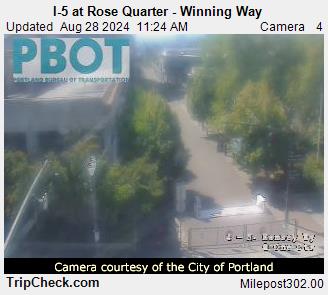 I-5 at Rose Quarter - Winning Way
Updated Aug 28 2024 11:24 AM Camera 4
PBOT
PORTLAND BUREAU OF TRANSPORTATION
Camera courtesy of the City of Portland
TripCheck.com Milepost302.00